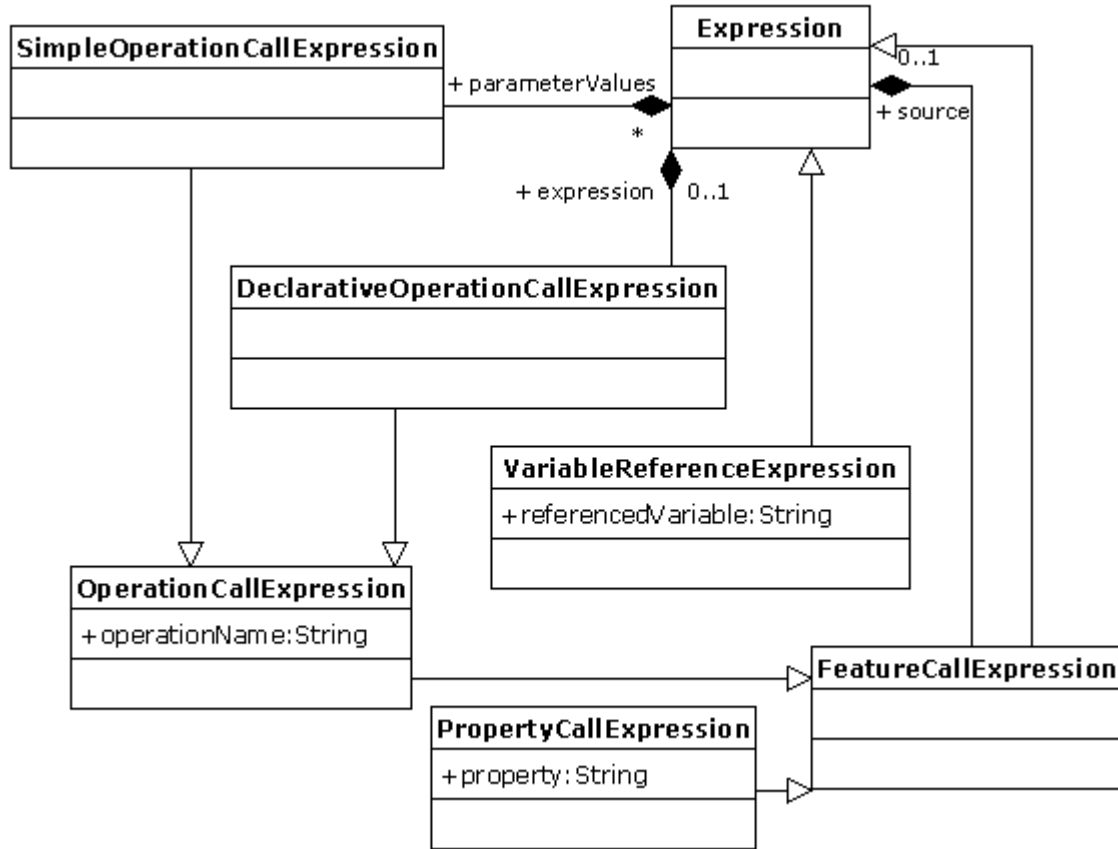 Expression
SimpleOperationCallExpression
0..1
+ parameterValues
+ source
*
+ expression
0..1
DeclarativeOperationCallExpression
VariableReferenceExpression
+referencedVariable:String
OperationCallExpression
+operationName:String
FeatureCallExpression
PropertyCallExpression
+property:String